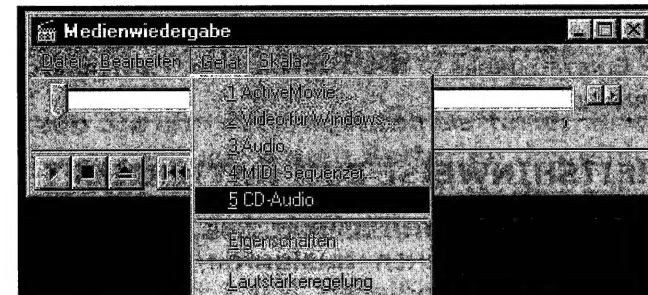 Medienwiedergabe
Datei Bearbeiten Gerät Skala ?
1 ActiveMovie...
2 Video für Windows...
3 Audio...
4 MIDI-Sequenzer...
5 CD-Audio
Eigenschaften
Lautstärkeregelung